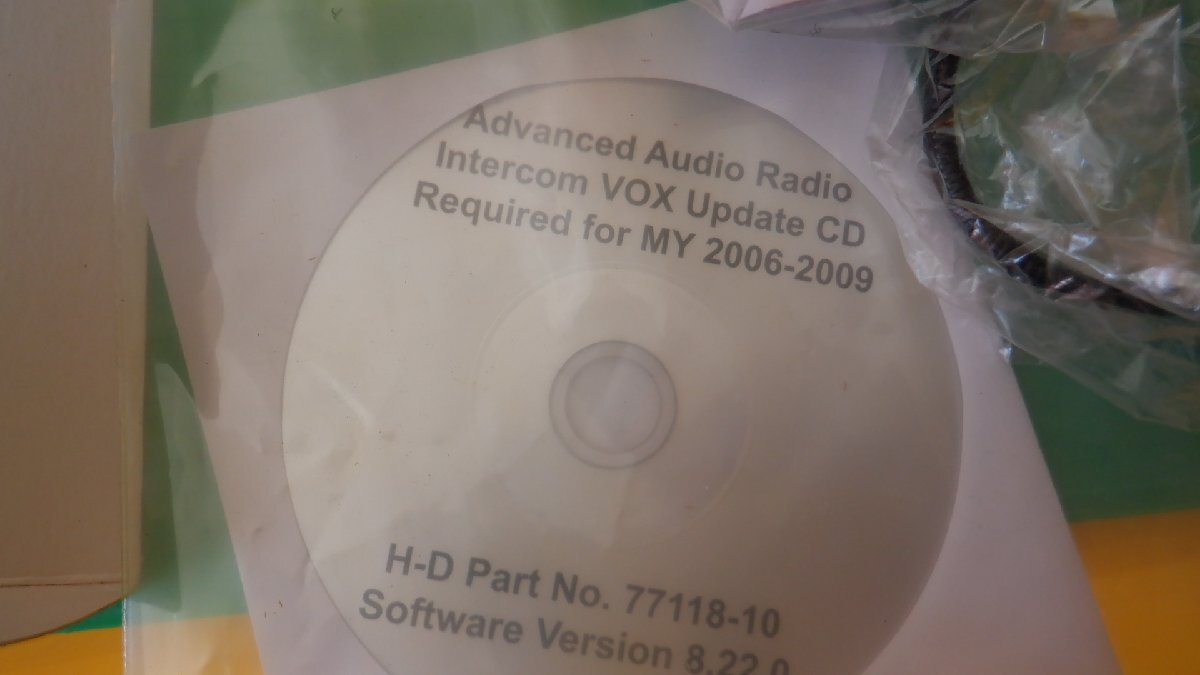 Advanced Audio Radio
Intercom VOX Update CD
Required for MY 2006-2009
H-D Part No. 77118-10
Software Version 8.22.0